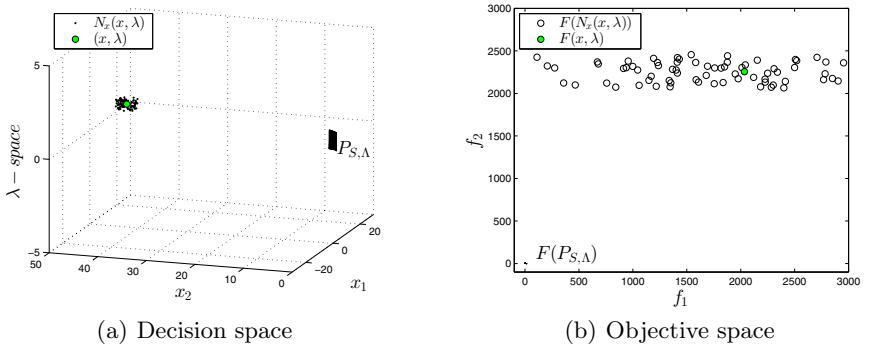 N_x(x, λ)
(x, λ)
5
0
−5
λ − space
50
40
30
20
10
0
x_2
−20
0
20
x_1
P_{S,Λ}
(a) Decision space
F(N_x(x, λ))
F(x, λ)
3000
2500
2000
1500
1000
500
0
f_2
F(P_{S,Λ})
0
500
1000
1500
2000
2500
3000
f_1
(b) Objective space